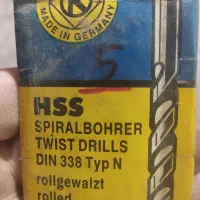 K
MADE IN GERMANY
5
HSS
SPIRALBOHRER
TWIST DRILLS
DIN 338 Typ N
rollgewalzt
rolled